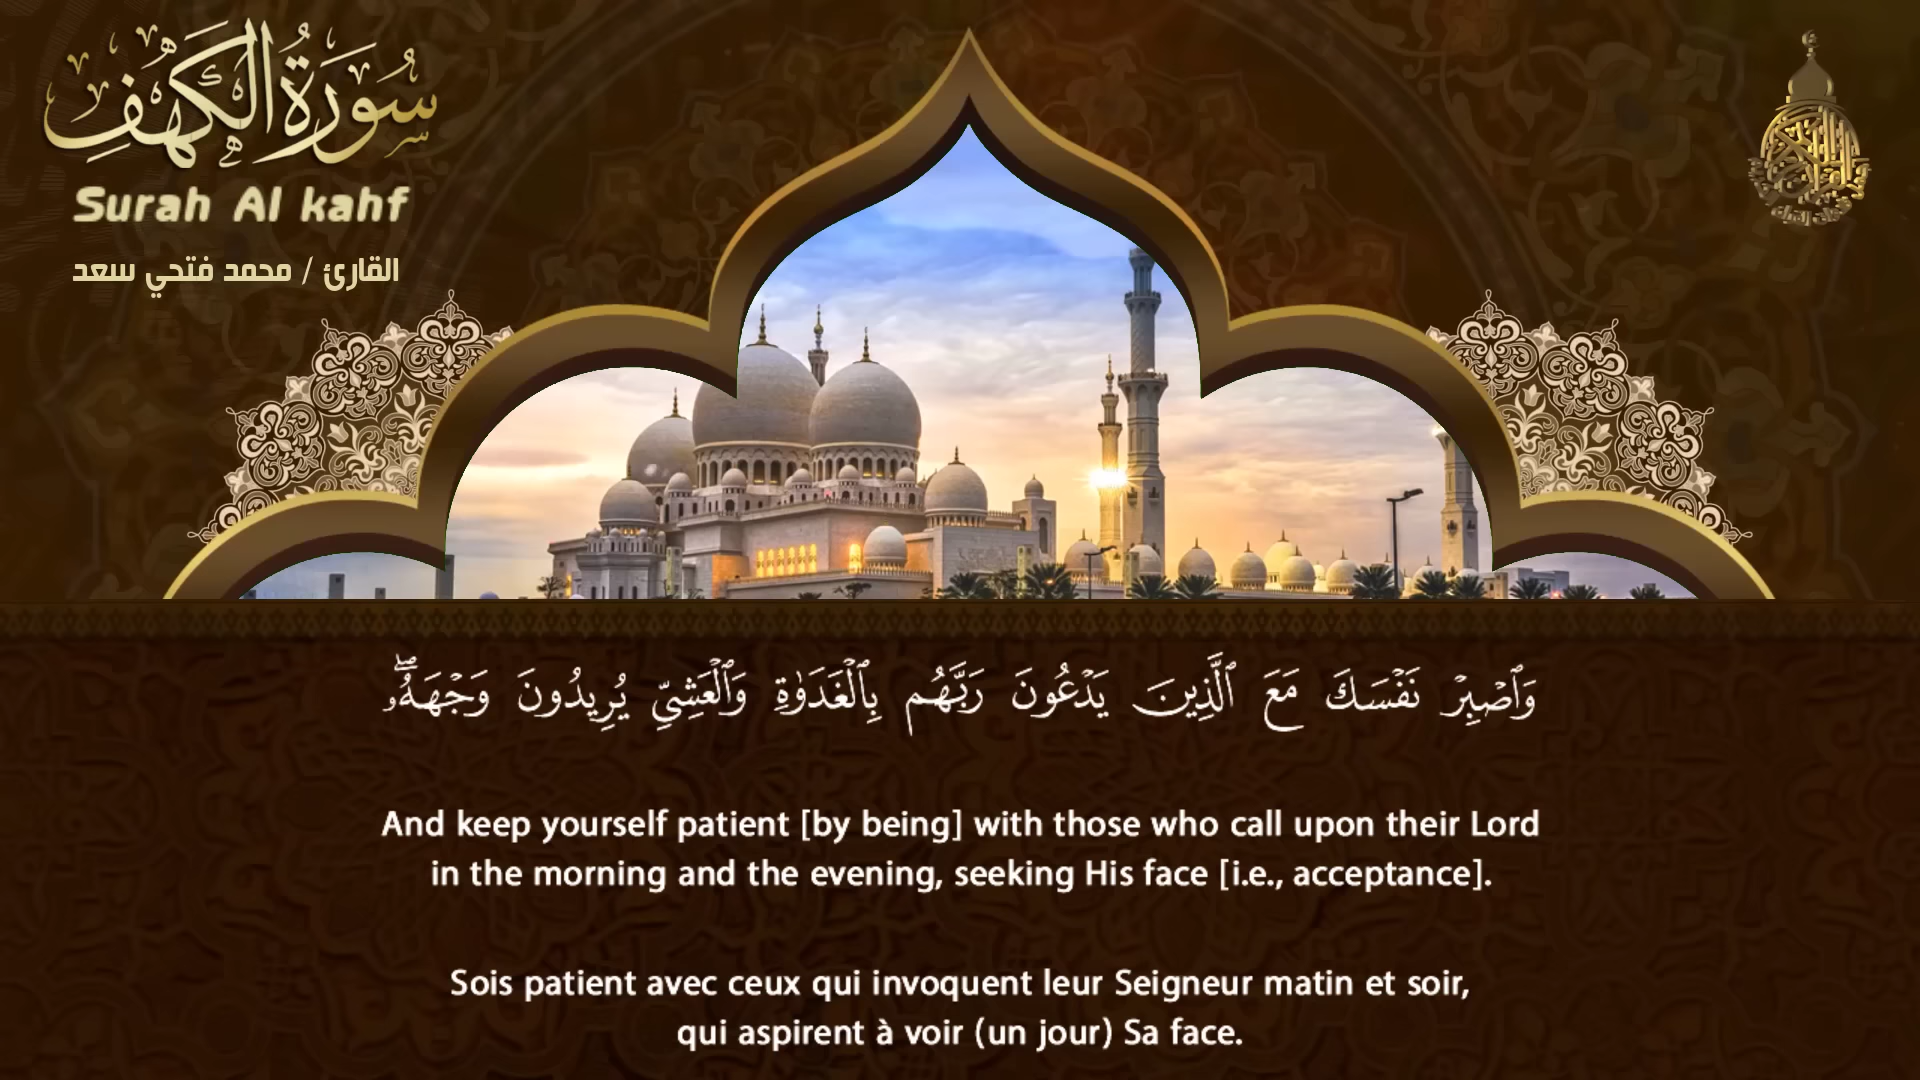 سُورَةُ الكَهْفِ
Surah Al kahf
القارئ / محمد فتحي سعد
وَٱصْبِرْ نَفْسَكَ مَعَ ٱلَّذِينَ يَدْعُونَ رَبَّهُم بِٱلْغَدَوٰةِ وَٱلْعَشِىِّ يُرِيدُونَ وَجْهَهُۥ ۖ
And keep yourself patient [by being] with those who call upon their Lord
in the morning and the evening, seeking His face [i.e., acceptance].
Sois patient avec ceux qui invoquent leur Seigneur matin et soir,
qui aspirent à voir (un jour) Sa face.